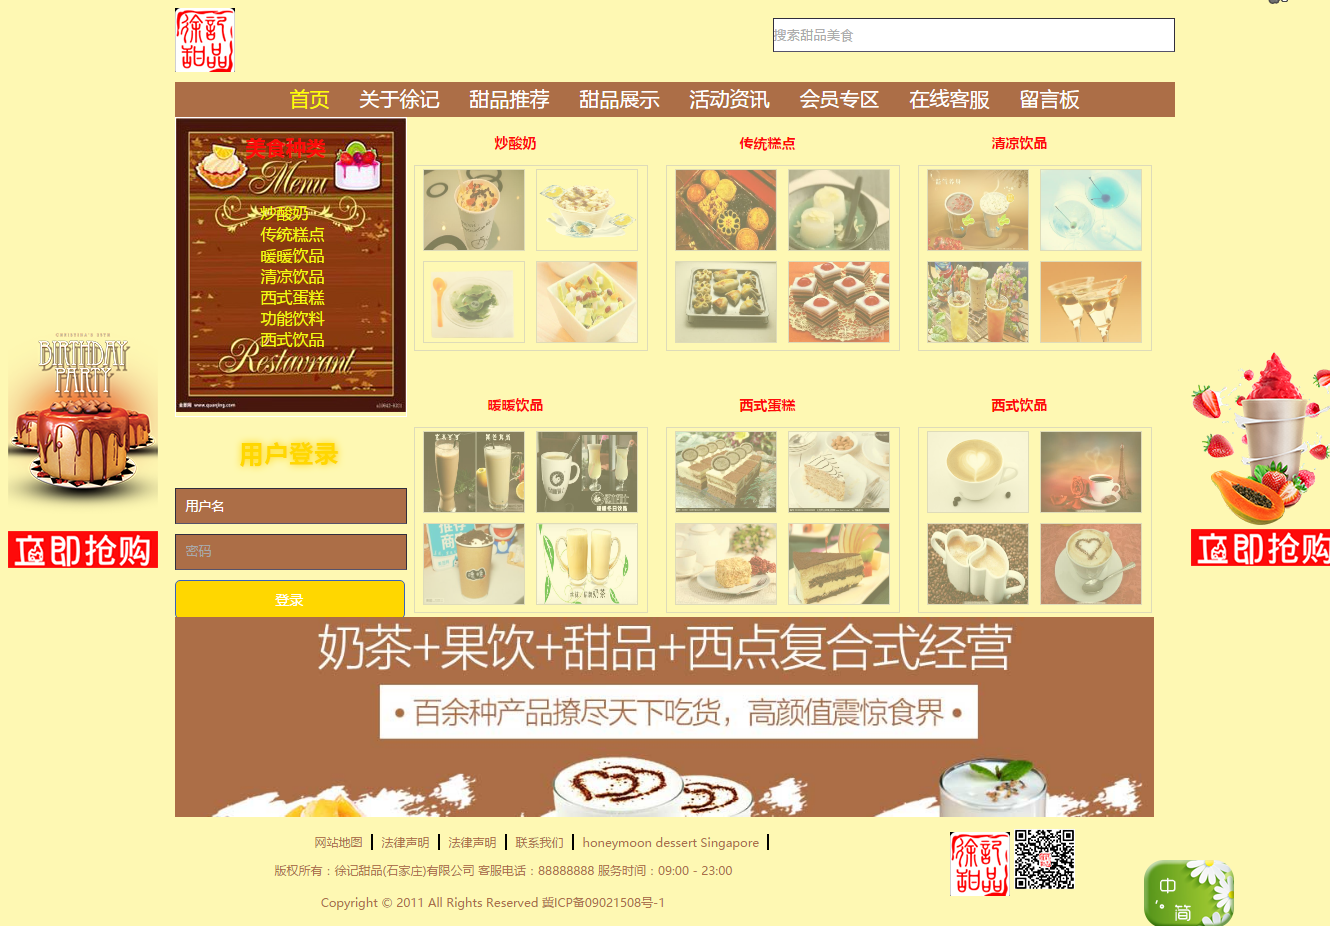 徐記
甜品
搜索甜品美食
首页 关于徐记 甜品推荐 甜品展示 活动资讯 会员专区 在线客服 留言板
美食种类
Menu
炒酸奶
传统糕点
暖暖饮品
清凉饮品
西式蛋糕
功能饮料
西式饮品
Restavrant
炒酸奶 传统糕点 清凉饮品
暖暖饮品 西式蛋糕 西式饮品
BIRTHDAY
PARTY
立即抢购
立即抢购
用户登录
用户名
密码
登录
奶茶+果饮+甜品+西点复合式经营
• 百余种产品撩尽天下吃货，高颜值震惊食界 •
网站地图 法律声明 法律声明 联系我们 honeymoon dessert Singapore
版权所有：徐记甜品(石家庄)有限公司 客服电话：88888888 服务时间：09:00 - 23:00
Copyright © 2011 All Rights Reserved 冀ICP备09021508号-1
徐記
甜品
中
简